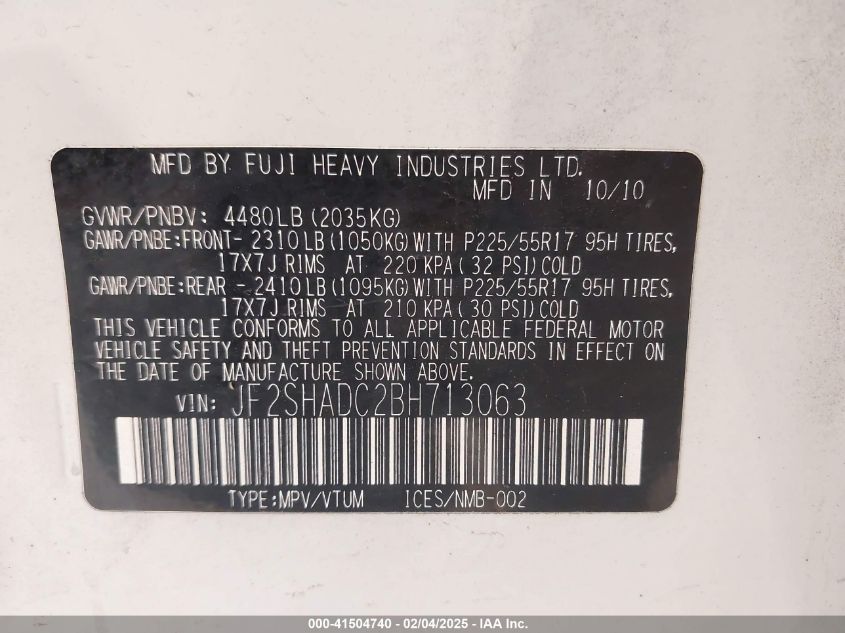 MFD BY FUJI HEAVY INDUSTRIES LTD.
MFD IN 10/10
GVWR/PNBV: 4480LB (2035KG)
GAWR/PNBE:FRONT- 2310LB (1050KG) WITH P225/55R17 95H TIRES,
17X7J RIMS AT 220 KPA ( 32 PSI) COLD
GAWR/PNBE:REAR - 2410LB (1095KG) WITH P225/55R17 95H TIRES,
17X7J RIMS AT 210 KPA ( 30 PSI) COLD
THIS VEHICLE CONFORMS TO ALL APPLICABLE FEDERAL MOTOR
VEHICLE SAFETY AND THEFT PREVENTION STANDARDS IN EFFECT ON
THE DATE OF MANUFACTURE SHOWN ABOVE.
VIN: JF2SHADC2BH713063
TYPE:MPV/VTUM ICES/NMB-002
000-41504740 - 02/04/2025 - IAA Inc.